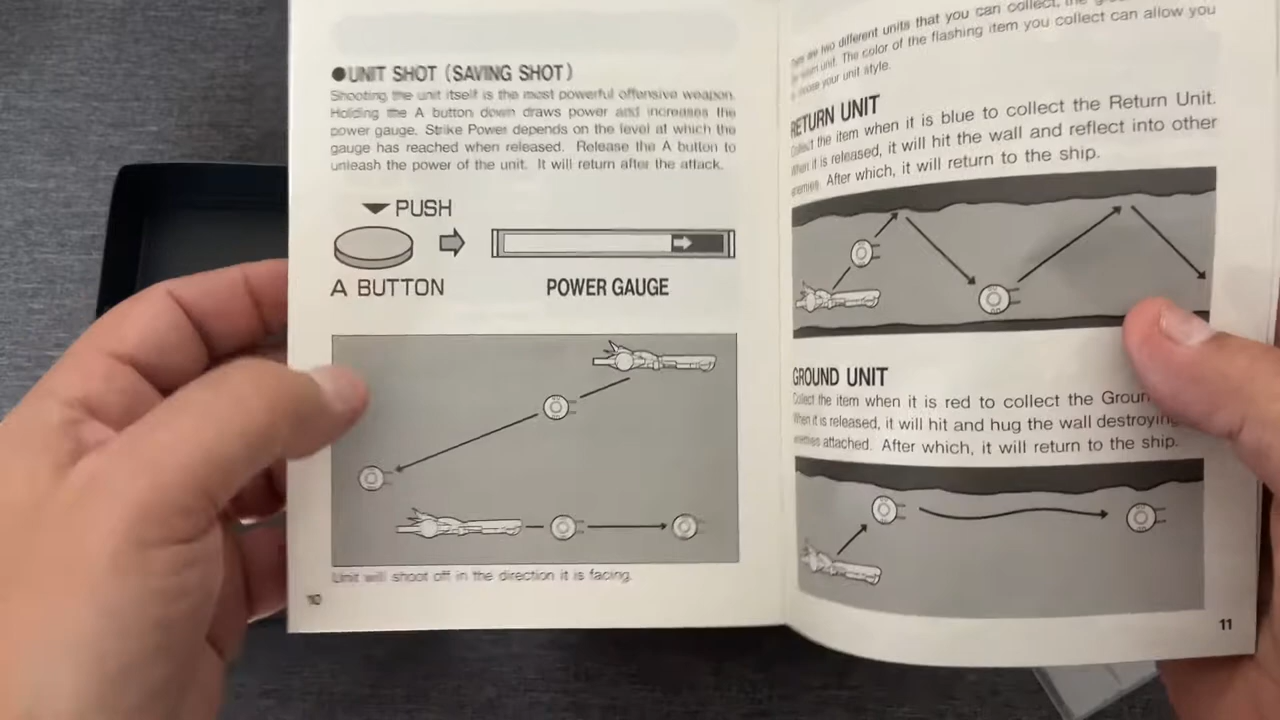 ●UNIT SHOT (SAVING SHOT)
Shooting the unit itself is the most powerful offensive weapon.
Holding the A button down draws power and increases the
power gauge. Strike Power depends on the level at which the
gauge has reached when released. Release the A button to
unleash the power of the unit. It will return after the attack.
PUSH
A BUTTON
POWER GAUGE
Unit will shoot off in the direction it is facing.
10
are two different units that you can collect, the
unit. The color of the flashing item you collect can allow you
your unit style.
RETURN UNIT
Collect the item when it is blue to collect the Return Unit.
When it is released, it will hit the wall and reflect into other
enemies. After which, it will return to the ship.
GROUND UNIT
Collect the item when it is red to collect the
When it is released, it will hit and hug the wall destroying
enemies attached. After which, it will return to the ship.
11